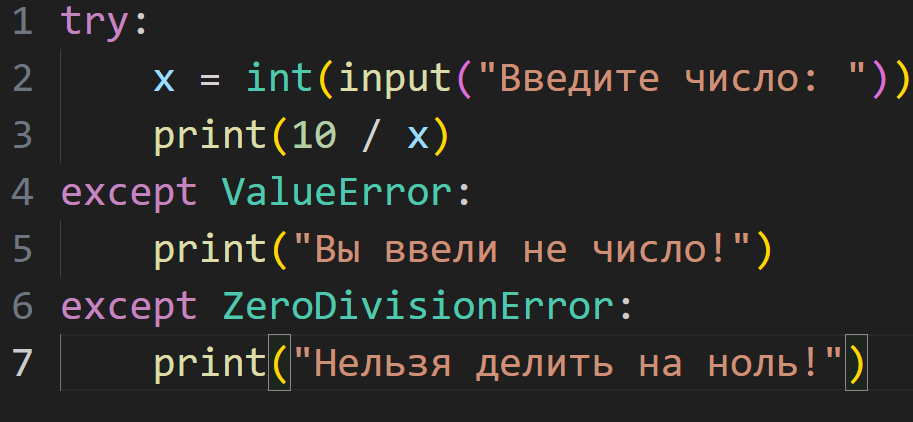 1 try:
2     x = int(input("Введите число: "))
3     print(10 / x)
4 except ValueError:
5     print("Вы ввели не число!")
6 except ZeroDivisionError:
7     print("Нельзя делить на ноль!")